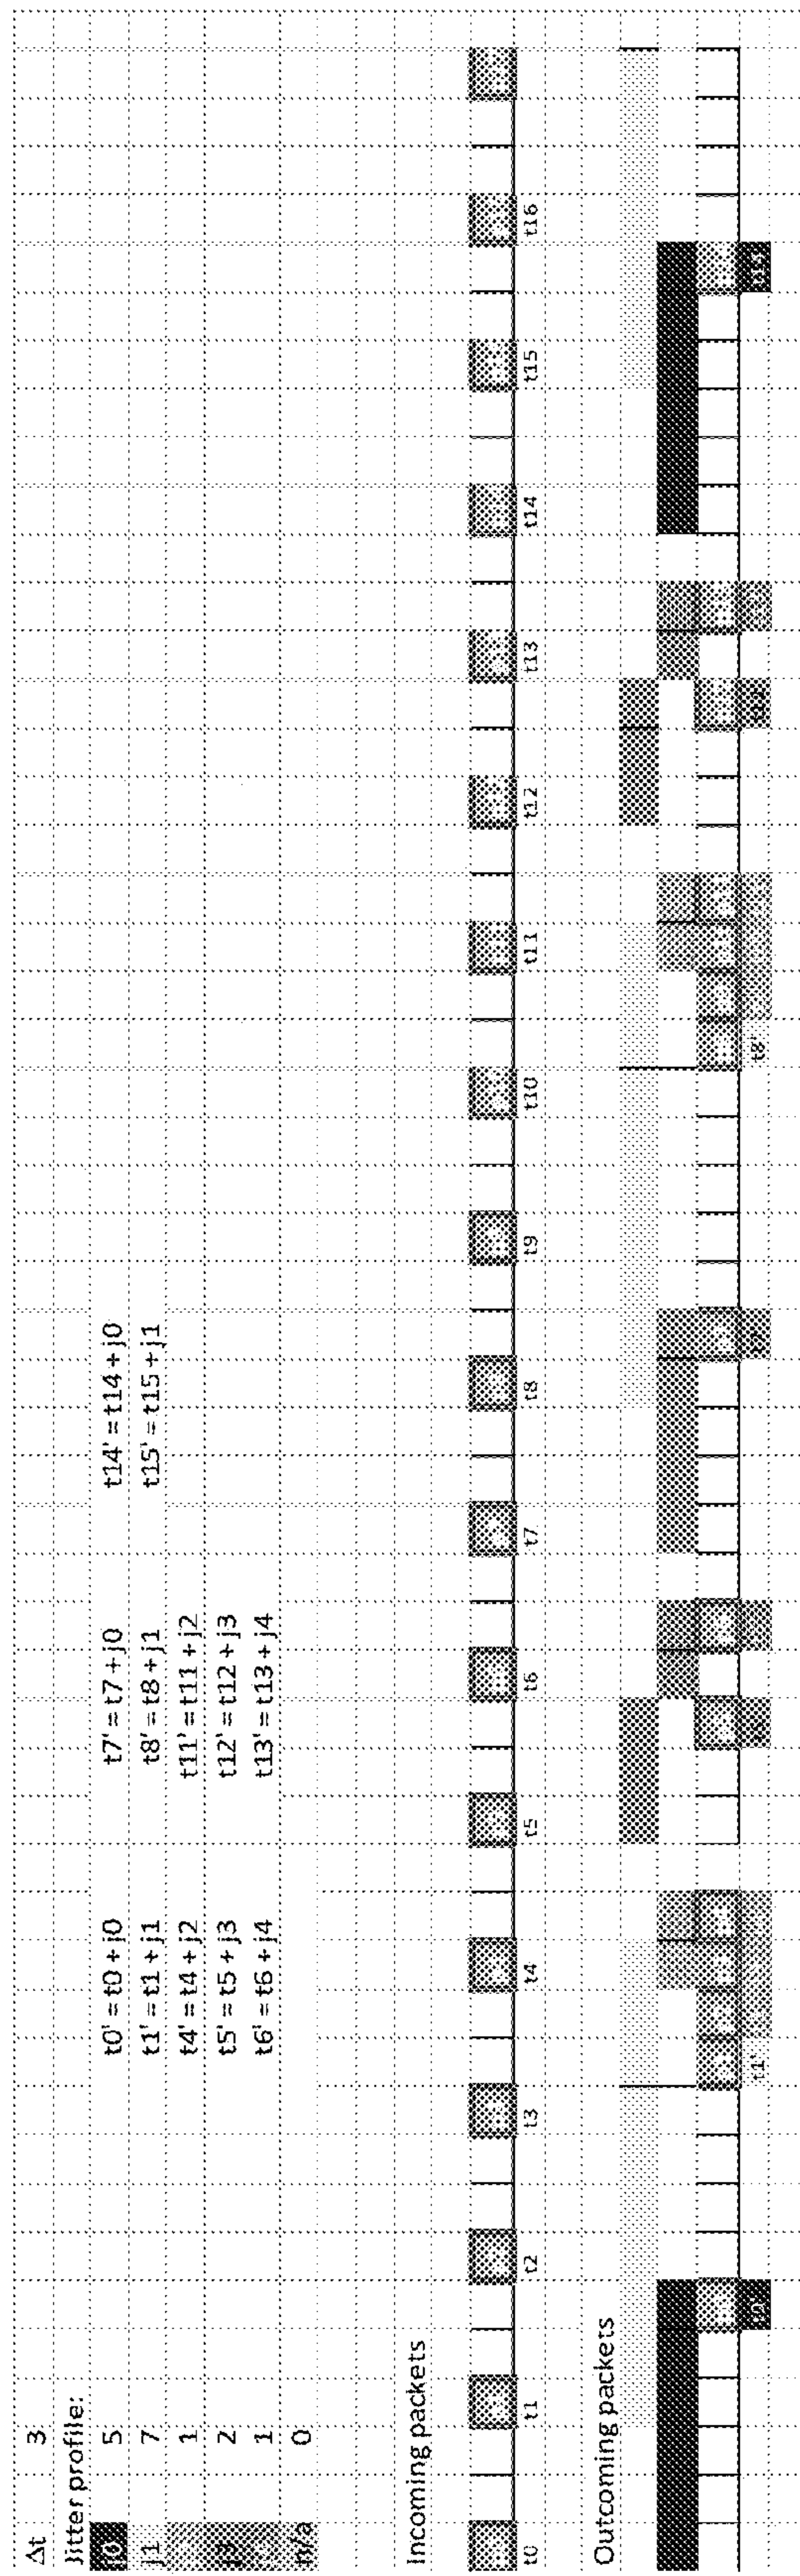 Δt 3
Jitter profile:
j0 5
j1 7
1
j3 2
1
n/a 0
t0' = t0 + j0
t1' = t1 + j1
t4' = t4 + j2
t5' = t5 + j3
t6' = t6 + j4
t7' = t7 + j0
t8' = t8 + j1
t11' = t11 + j2
t12' = t12 + j3
t13' = t13 + j4
t14' = t14 + j0
t15' = t15 + j1
Incoming packets
t0 t1 t2 t3 t4 t5 t6 t7 t8 t9 t10 t11 t12 t13 t14 t15 t16
Outcoming packets
t0' t1' t8'